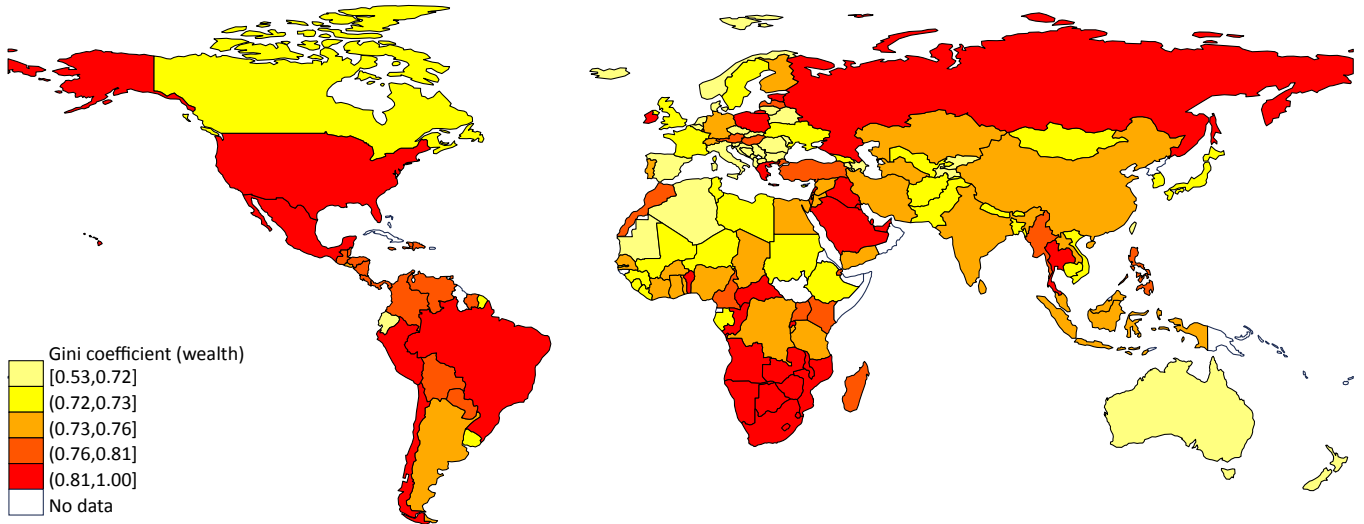 Gini coefficient (wealth)
[0.53,0.72]
(0.72,0.73]
(0.73,0.76]
(0.76,0.81]
(0.81,1.00]
No data